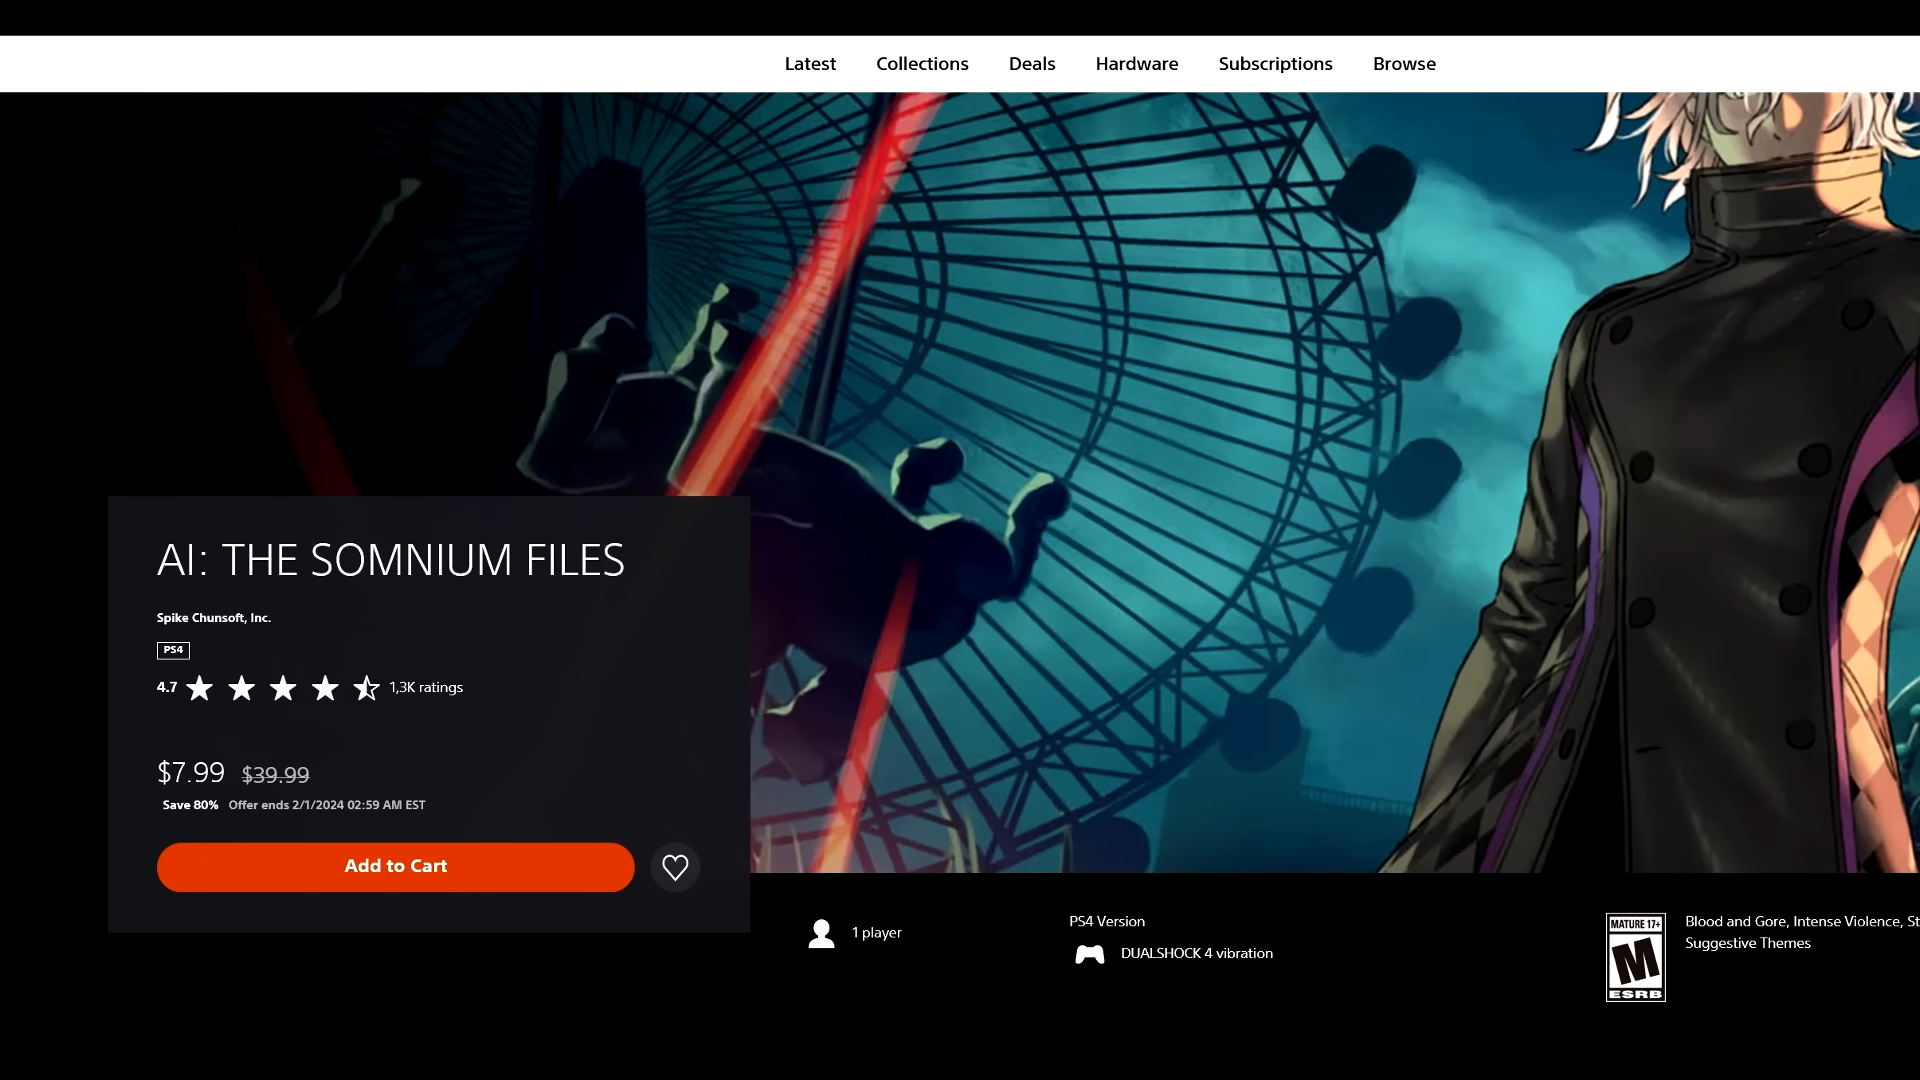 Latest Collections Deals Hardware Subscriptions Browse
AI: THE SOMNIUM FILES
Spike Chunsoft, Inc.
PS4
4.7 1,3K ratings
$7.99 $39.99
Save 80% Offer ends 2/1/2024 02:59 AM EST
Add to Cart
1 player
PS4 Version
DUALSHOCK 4 vibration
MATURE 17+
M
ESRB
Blood and Gore, Intense Violence, St
Suggestive Themes